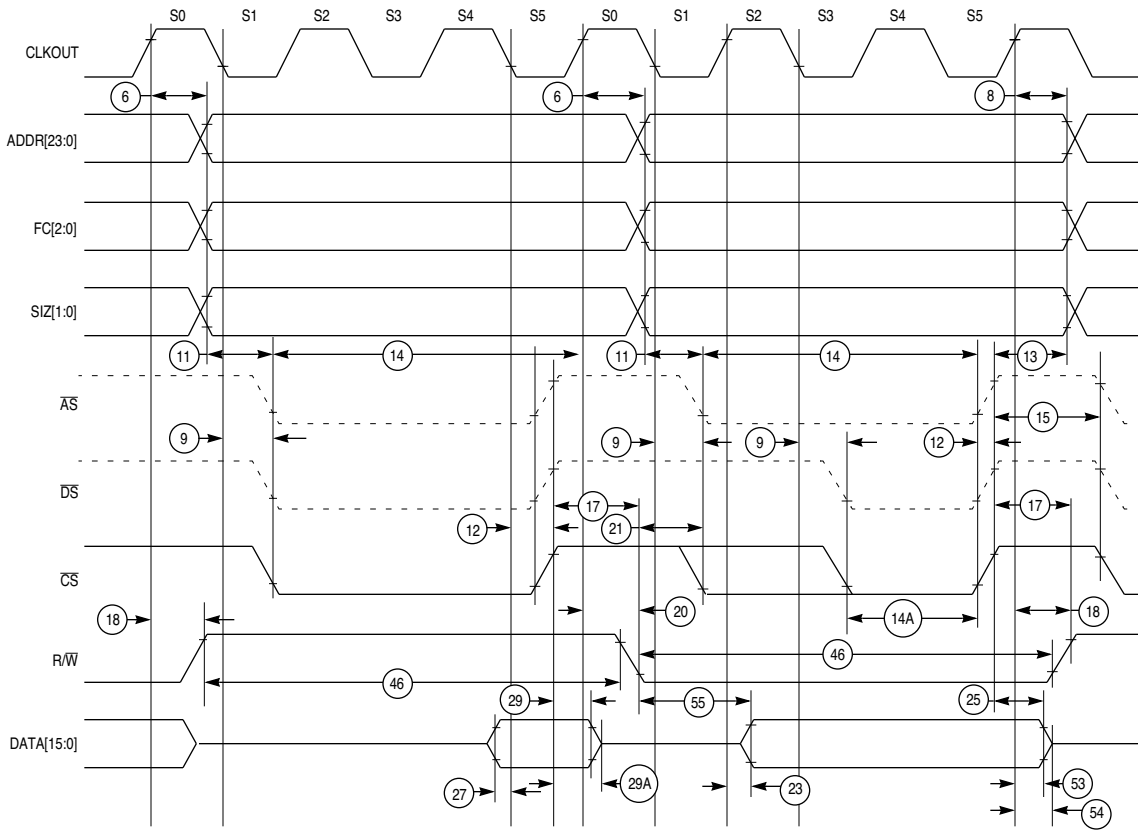 S0 S1 S2 S3 S4 S5 S0 S1 S2 S3 S4 S5
CLKOUT
6 6 8
ADDR[23:0]
FC[2:0]
SIZ[1:0]
11 14 11 14 13
AS
15
9 9 9 12
DS
17 17
12 21
CS
18 20 14A 18
R/W
46 46
29 55 25
DATA[15:0]
27 29A 23 53
54